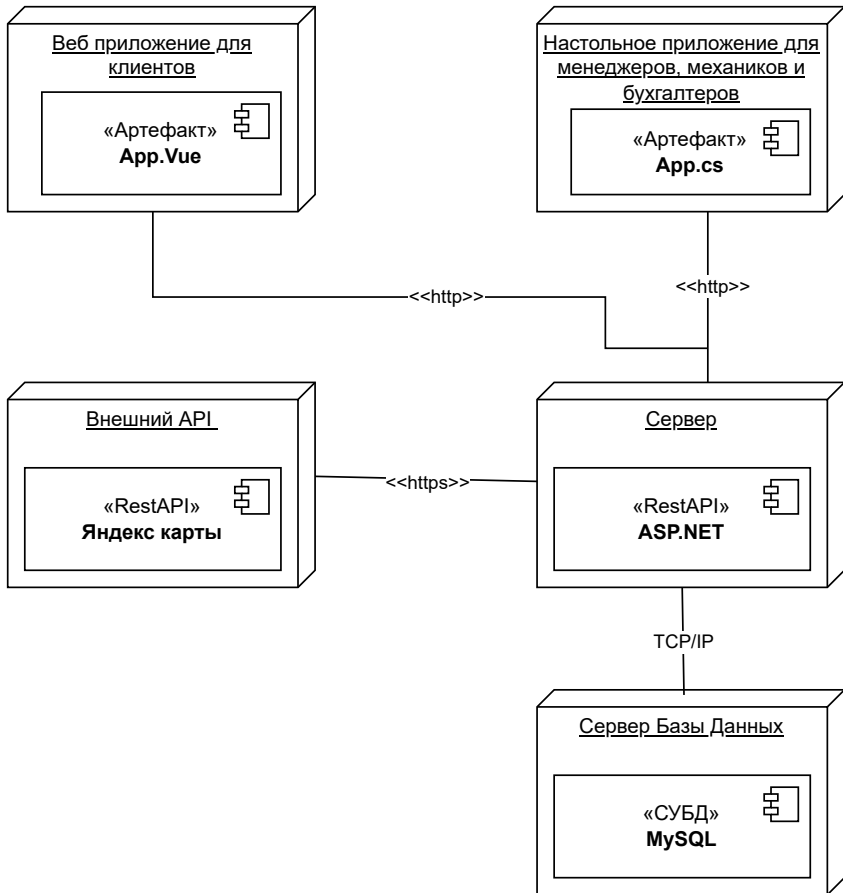 Веб приложение для
клиентов
«Артефакт»
App.Vue
Настольное приложение для
менеджеров, механиков и
бухгалтеров
«Артефакт»
App.cs
<<http>>
<<http>>
Внешний API
«RestAPI»
Яндекс карты
<<https>>
Сервер
«RestAPI»
ASP.NET
TCP/IP
Сервер Базы Данных
«СУБД»
MySQL